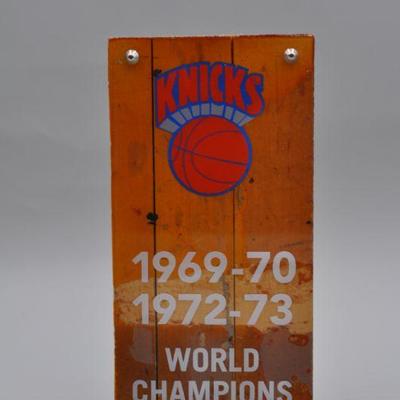 KNICKS
1969-70
1972-73
WORLD
CHAMPIONS